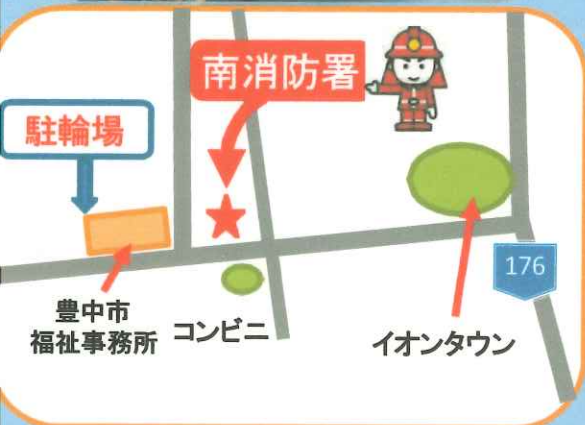 南消防署
駐輪場
176
豊中市
福祉事務所
コンビニ
イオンタウン